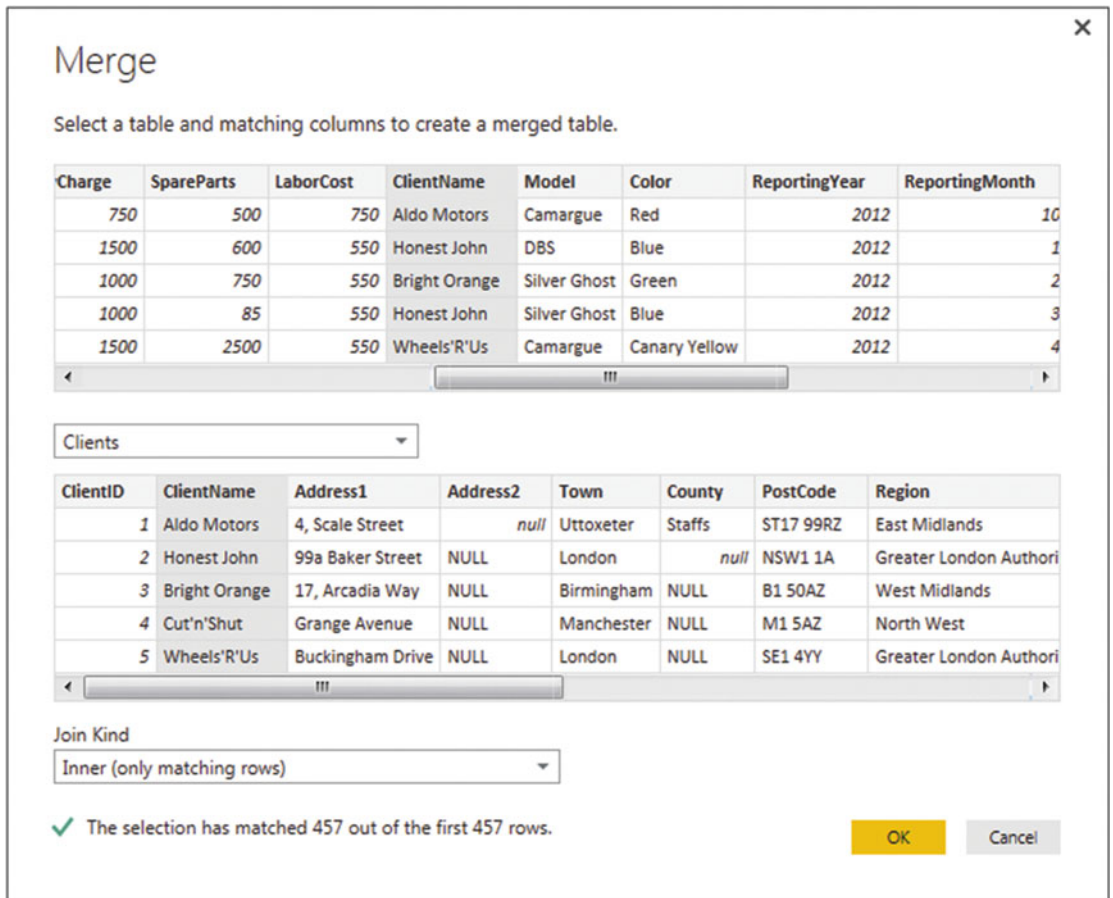 Merge
Select a table and matching columns to create a merged table.
Charge SpareParts LaborCost ClientName Model Color ReportingYear ReportingMonth
750 500 750 Aldo Motors Camargue Red 2012 10
1500 600 550 Honest John DBS Blue 2012 1
1000 750 550 Bright Orange Silver Ghost Green 2012 2
1000 85 550 Honest John Silver Ghost Blue 2012 3
1500 2500 550 Wheels'R'Us Camargue Canary Yellow 2012 4
Clients
ClientID ClientName Address1 Address2 Town County PostCode Region
1 Aldo Motors 4, Scale Street null Uttoxeter Staffs ST17 99RZ East Midlands
2 Honest John 99a Baker Street NULL London null NSW1 1A Greater London Authori
3 Bright Orange 17, Arcadia Way NULL Birmingham NULL B1 50AZ West Midlands
4 Cut'n'Shut Grange Avenue NULL Manchester NULL M1 5AZ North West
5 Wheels'R'Us Buckingham Drive NULL London NULL SE1 4YY Greater London Authori
Join Kind
Inner (only matching rows)
The selection has matched 457 out of the first 457 rows.
OK Cancel